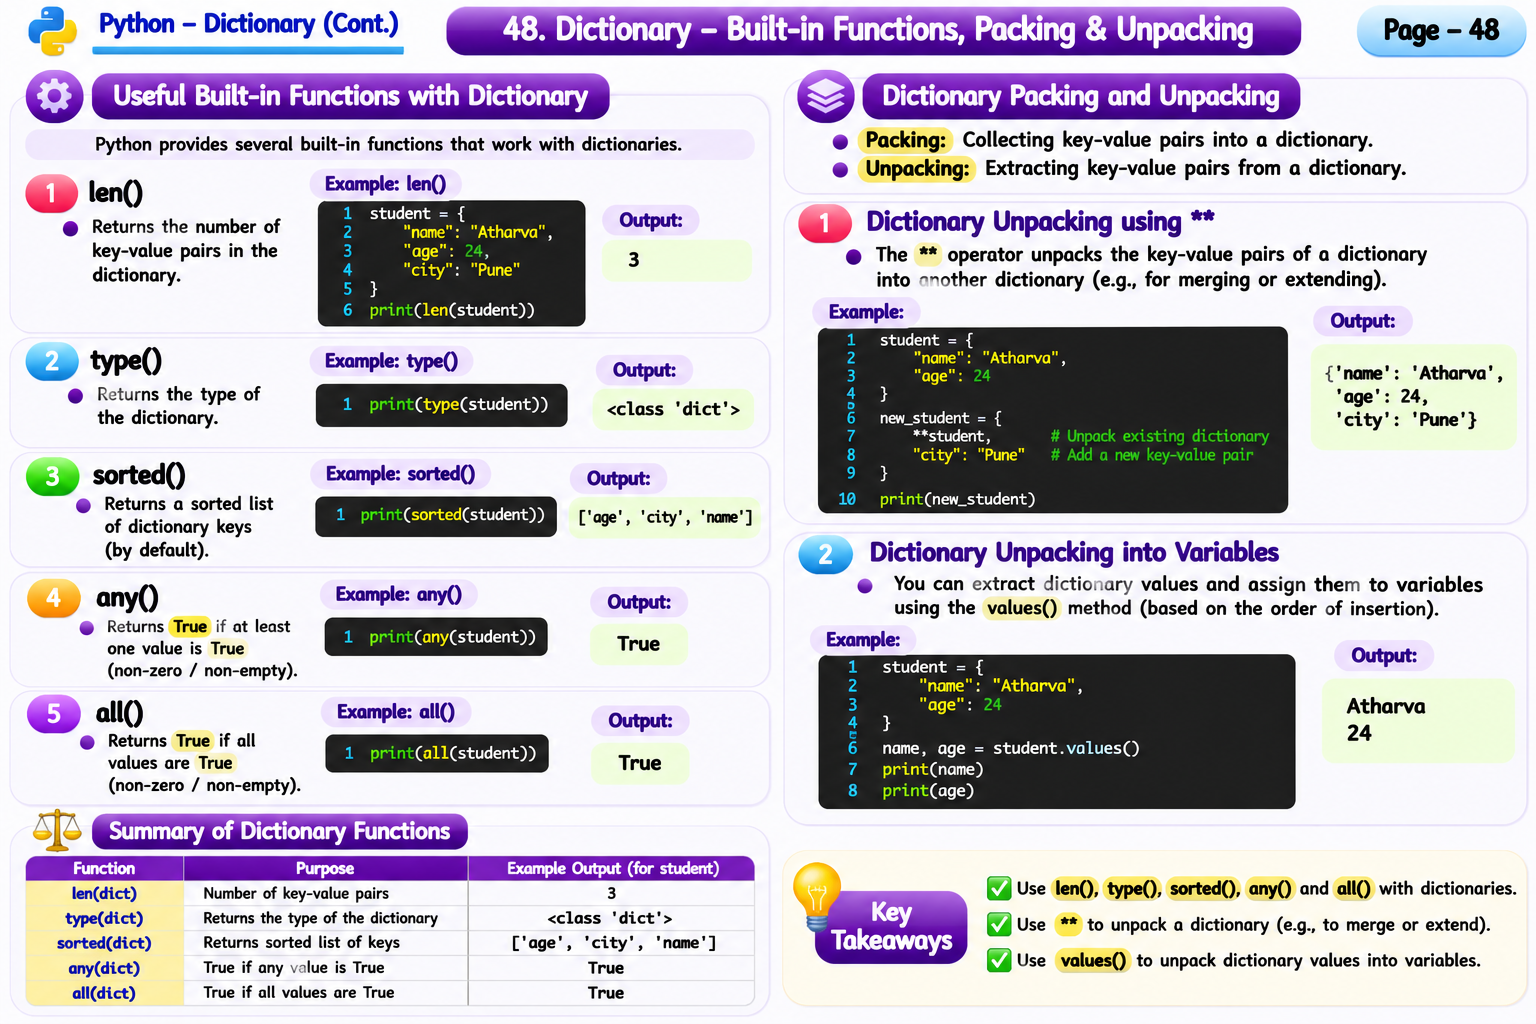 Python – Dictionary (Cont.)
48. Dictionary – Built-in Functions, Packing & Unpacking
Page – 48
Useful Built-in Functions with Dictionary
Python provides several built-in functions that work with dictionaries.
1 len()
Returns the number of
key-value pairs in the
dictionary.
Example: len()
1 student = {
2 "name": "Atharva",
3 "age": 24,
4 "city": "Pune"
5 }
6 print(len(student))
Output:
3
2 type()
Returns the type of
the dictionary.
Example: type()
1 print(type(student))
Output:
<class 'dict'>
3 sorted()
Returns a sorted list
of dictionary keys
(by default).
Example: sorted()
1 print(sorted(student))
Output:
['age', 'city', 'name']
4 any()
Returns True if at least
one value is True
(non-zero / non-empty).
Example: any()
1 print(any(student))
Output:
True
5 all()
Returns True if all
values are True
(non-zero / non-empty).
Example: all()
1 print(all(student))
Output:
True
Summary of Dictionary Functions
Function Purpose Example Output (for student)
len(dict) Number of key-value pairs 3
type(dict) Returns the type of the dictionary <class 'dict'>
sorted(dict) Returns sorted list of keys ['age', 'city', 'name']
any(dict) True if any value is True True
all(dict) True if all values are True True
Dictionary Packing and Unpacking
Packing: Collecting key-value pairs into a dictionary.
Unpacking: Extracting key-value pairs from a dictionary.
1 Dictionary Unpacking using **
The ** operator unpacks the key-value pairs of a dictionary
into another dictionary (e.g., for merging or extending).
Example:
1 student = {
2 "name": "Atharva",
3 "age": 24
4 }
5
6 new_student = {
7 **student, # Unpack existing dictionary
8 "city": "Pune" # Add a new key-value pair
9 }
10 print(new_student)
Output:
{'name': 'Atharva',
'age': 24,
'city': 'Pune'}
2 Dictionary Unpacking into Variables
You can extract dictionary values and assign them to variables
using the values() method (based on the order of insertion).
Example:
1 student = {
2 "name": "Atharva",
3 "age": 24
4 }
5
6 name, age = student.values()
7 print(name)
8 print(age)
Output:
Atharva
24
Key
Takeaways
Use len(), type(), sorted(), any() and all() with dictionaries.
Use ** to unpack a dictionary (e.g., to merge or extend).
Use values() to unpack dictionary values into variables.